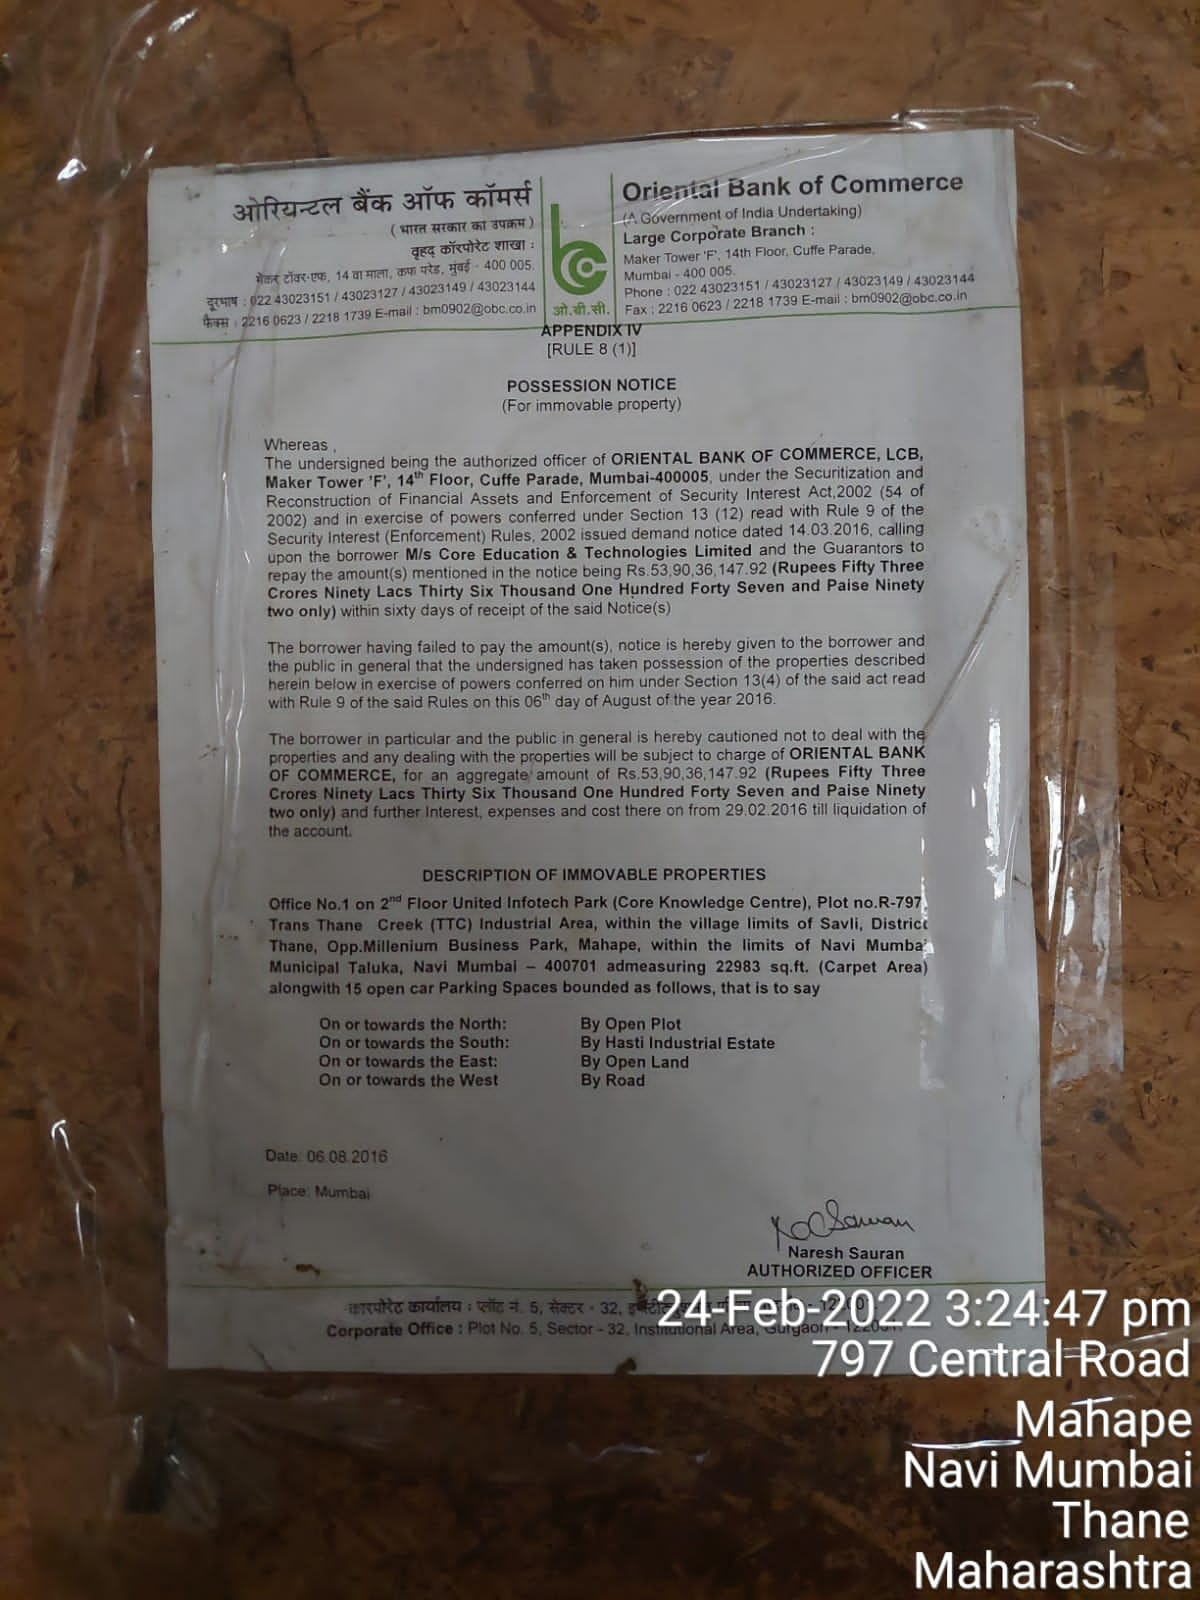 ओरियन्टल बैंक ऑफ कॉमर्स
( भारत सरकार का उपक्रम )
वृहद कॉरपोरेट शाखा :
मेकर टॉवर-एफ, 14 वा माला, कफ परेड, मुंबई - 400 005.
दूरभाष : 022 43023151 / 43023127 / 43023149 / 43023144
फैक्स : 2216 0623 / 2218 1739 E-mail : bm0902@obc.co.in
ओ.बी.सी.
Oriental Bank of Commerce
(A Government of India Undertaking)
Large Corporate Branch :
Maker Tower 'F', 14th Floor, Cuffe Parade,
Mumbai - 400 005.
Phone : 022 43023151 / 43023127 / 43023149 / 43023144
Fax : 2216 0623 / 2218 1739 E-mail : bm0902@obc.co.in
APPENDIX IV
[RULE 8 (1)]
POSSESSION NOTICE
(For immovable property)
Whereas ,
The undersigned being the authorized officer of ORIENTAL BANK OF COMMERCE, LCB,
Maker Tower 'F', 14th Floor, Cuffe Parade, Mumbai-400005, under the Securitization and
Reconstruction of Financial Assets and Enforcement of Security Interest Act,2002 (54 of
2002) and in exercise of powers conferred under Section 13 (12) read with Rule 9 of the
Security Interest (Enforcement) Rules, 2002 issued demand notice dated 14.03.2016, calling
upon the borrower M/s Core Education & Technologies Limited and the Guarantors to
repay the amount(s) mentioned in the notice being Rs.53,90,36,147.92 (Rupees Fifty Three
Crores Ninety Lacs Thirty Six Thousand One Hundred Forty Seven and Paise Ninety
two only) within sixty days of receipt of the said Notice(s)
The borrower having failed to pay the amount(s), notice is hereby given to the borrower and
the public in general that the undersigned has taken possession of the properties described
herein below in exercise of powers conferred on him under Section 13(4) of the said act read
with Rule 9 of the said Rules on this 06th day of August of the year 2016.
The borrower in particular and the public in general is hereby cautioned not to deal with the
properties and any dealing with the properties will be subject to charge of ORIENTAL BANK
OF COMMERCE, for an aggregate amount of Rs.53,90,36,147.92 (Rupees Fifty Three
Crores Ninety Lacs Thirty Six Thousand One Hundred Forty Seven and Paise Ninety
two only) and further Interest, expenses and cost there on from 29.02.2016 till liquidation of
the account.
DESCRIPTION OF IMMOVABLE PROPERTIES
Office No.1 on 2nd Floor United Infotech Park (Core Knowledge Centre), Plot no.R-797,
Trans Thane Creek (TTC) Industrial Area, within the village limits of Savli, District
Thane, Opp.Millenium Business Park, Mahape, within the limits of Navi Mumbai
Municipal Taluka, Navi Mumbai – 400701 admeasuring 22983 sq.ft. (Carpet Area)
alongwith 15 open car Parking Spaces bounded as follows, that is to say
On or towards the North: By Open Plot
On or towards the South: By Hasti Industrial Estate
On or towards the East: By Open Land
On or towards the West By Road
Date: 06.08.2016
Place: Mumbai
Naresh Sauran
AUTHORIZED OFFICER
कारपोरेट कार्यालय : प्लॉट नं. 5, सेक्टर - 32,
Corporate Office : Plot No. 5, Sector - 32, Institutional Area, Gurgaon - 122001.
24-Feb-2022 3:24:47 pm
797 Central Road
Mahape
Navi Mumbai
Thane
Maharashtra